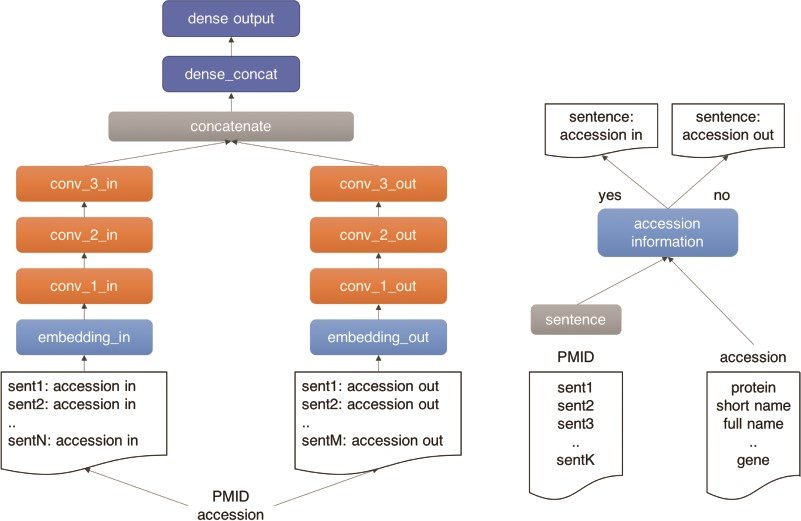 dense output
dense_concat
concatenate
conv_3_in
conv_2_in
conv_1_in
embedding_in
sent1: accession in
sent2: accession in
..
sentN: accession in
conv_3_out
conv_2_out
conv_1_out
embedding_out
sent1: accession out
sent2: accession out
..
sentM: accession out
PMID
accession
sentence:
accession in
sentence:
accession out
yes
no
accession
information
sentence
PMID
sent1
sent2
sent3
..
sentK
accession
protein
short name
full name
..
gene